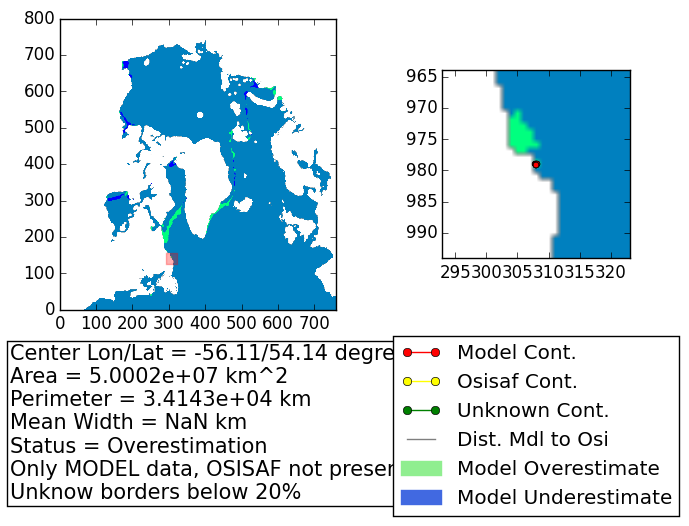 800
700
600
500
400
300
200
100
0
0 100 200 300 400 500 600 700
965
970
975
980
985
990
295 300 305 310 315 320
Center Lon/Lat = -56.11/54.14 degre
Area = 5.0002e+07 km^2
Perimeter = 3.4143e+04 km
Mean Width = NaN km
Status = Overestimation
Only MODEL data, OSISAF not presen
Unknow borders below 20%
Model Cont.
Osisaf Cont.
Unknown Cont.
Dist. Mdl to Osi
Model Overestimate
Model Underestimate